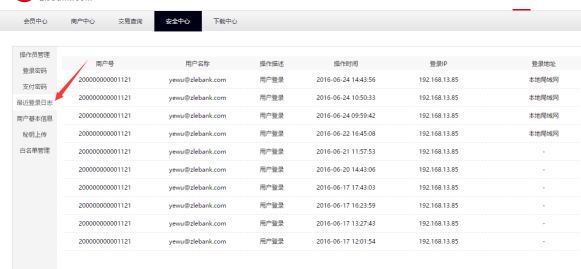 会员中心 商户中心 交易查询 安全中心 下载中心
操作员管理
登录密码
支付密码
最近登录日志
商户基本信息
秘钥上传
白名单管理
商户号 用户名称 操作描述 操作时间 登录IP 登录地址
200000000001121 yewu@zlebank.com 用户登录 2016-06-24 14:43:56 192.168.13.85 本地局域网
200000000001121 yewu@zlebank.com 用户登录 2016-06-24 10:50:33 192.168.13.85 本地局域网
200000000001121 yewu@zlebank.com 用户登录 2016-06-24 09:59:42 192.168.13.85 本地局域网
200000000001121 yewu@zlebank.com 用户登录 2016-06-22 16:45:08 192.168.13.85 本地局域网
200000000001121 yewu@zlebank.com 用户登录 2016-06-21 11:57:53 192.168.13.85 -
200000000001121 yewu@zlebank.com 用户登录 2016-06-20 14:43:06 192.168.13.85 -
200000000001121 yewu@zlebank.com 用户登录 2016-06-17 17:43:03 192.168.13.85 -
200000000001121 yewu@zlebank.com 用户登录 2016-06-17 16:23:59 192.168.13.85 -
200000000001121 yewu@zlebank.com 用户登录 2016-06-17 13:27:43 192.168.13.85 -
200000000001121 yewu@zlebank.com 用户登录 2016-06-17 12:01:54 192.168.13.85 -